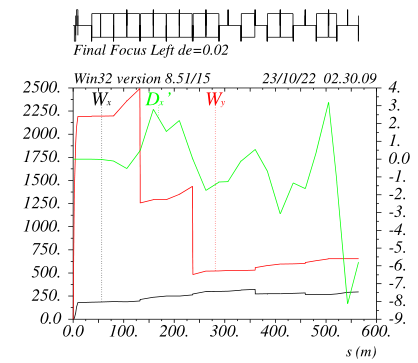 Final Focus Left de=0.02
Win32 version 8.51/15 23/10/22 02.30.09
2500. Wx Dx' Wy 4.
2250. 3.
2000. 2.
1750. 1.
1500. 0.0
1250. -1.
1000. -2.
750. -3.
500. -4.
250. -5.
0.0 -6.
-7.
-8.
-9.
0.0 100. 200. 300. 400. 500. 600.
s (m)